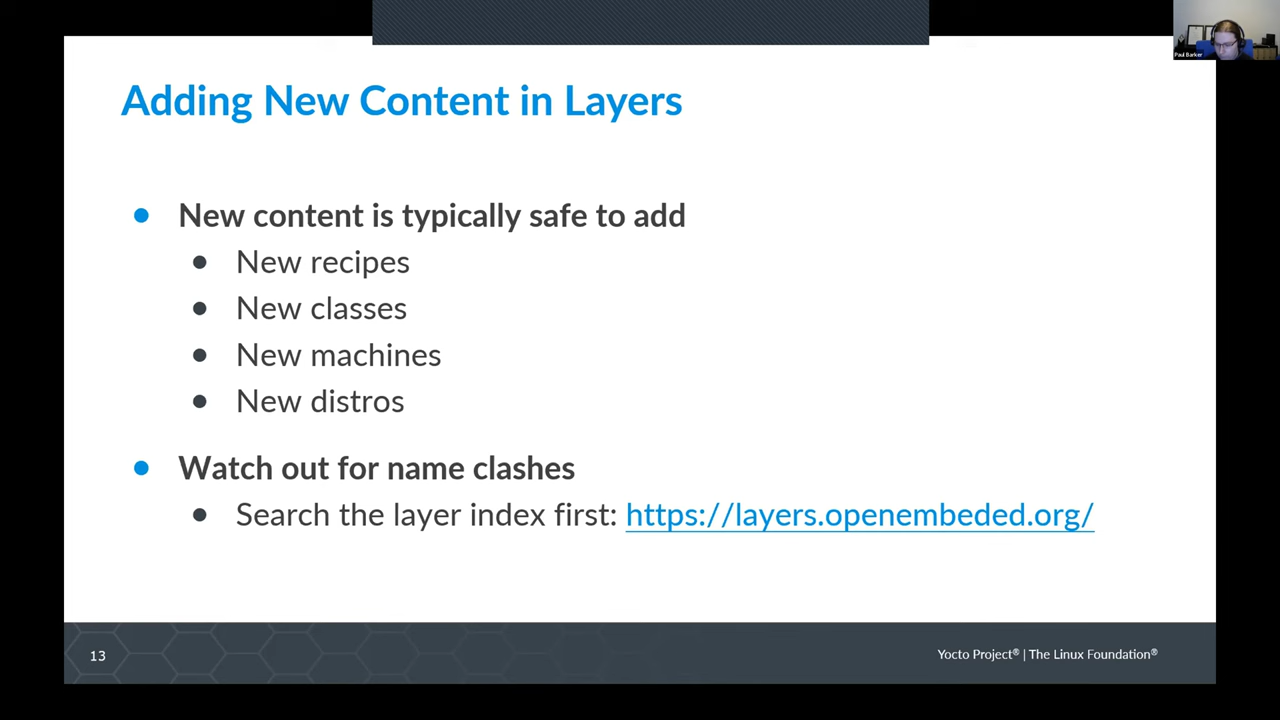 Paul Barker
Adding New Content in Layers
• New content is typically safe to add
• New recipes
• New classes
• New machines
• New distros
• Watch out for name clashes
• Search the layer index first: https://layers.openembeded.org/
13
Yocto Project® | The Linux Foundation®